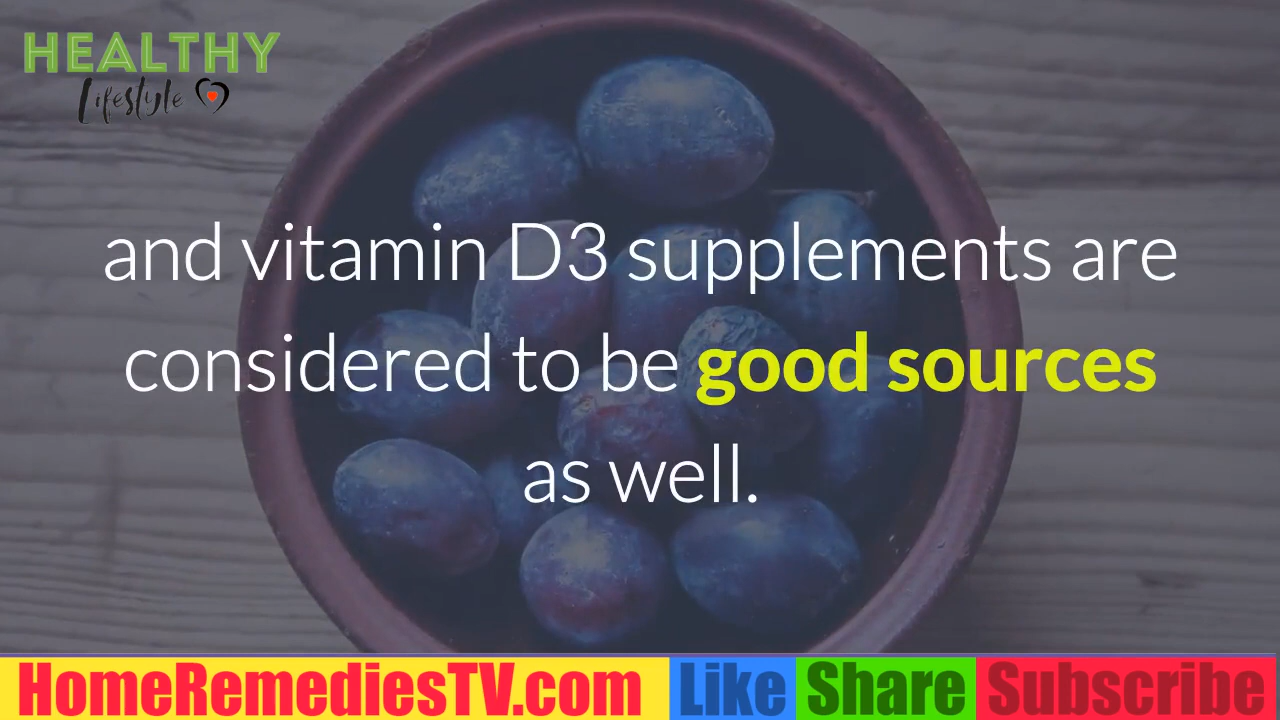 HEALTHY
Lifestyle
and vitamin D3 supplements are
considered to be good sources
as well.
HomeRemediesTV.com Like Share Subscribe